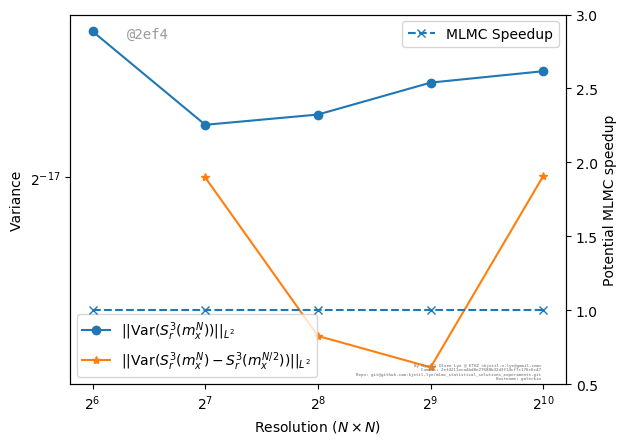 @2ef4
MLMC Speedup
3.0
2.5
2.0
1.5
1.0
0.5
Potential MLMC speedup
Variance
2^{-17}
||Var(S_r^3(m_x^N))||_{L^2}
||Var(S_r^3(m_x^N) − S_r^3(m_x^{N/2}))||_{L^2}
2^6
2^7
2^8
2^9
2^{10}
Resolution (N × N)